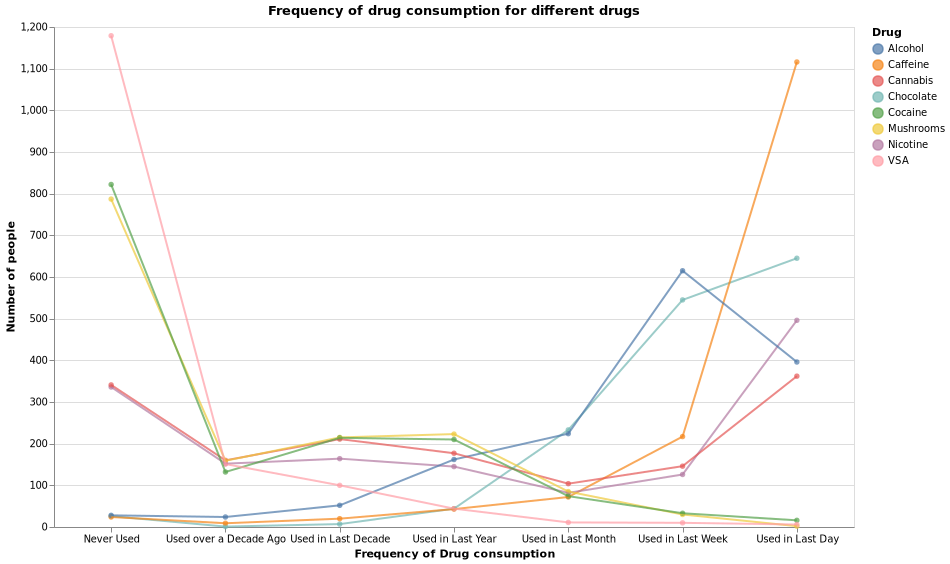 Frequency of drug consumption for different drugs
Number of people
1,200
1,100
1,000
900
800
700
600
500
400
300
200
100
0
Never Used
Used over a Decade Ago
Used in Last Decade
Used in Last Year
Used in Last Month
Used in Last Week
Used in Last Day
Frequency of Drug consumption
Drug
Alcohol
Caffeine
Cannabis
Chocolate
Cocaine
Mushrooms
Nicotine
VSA